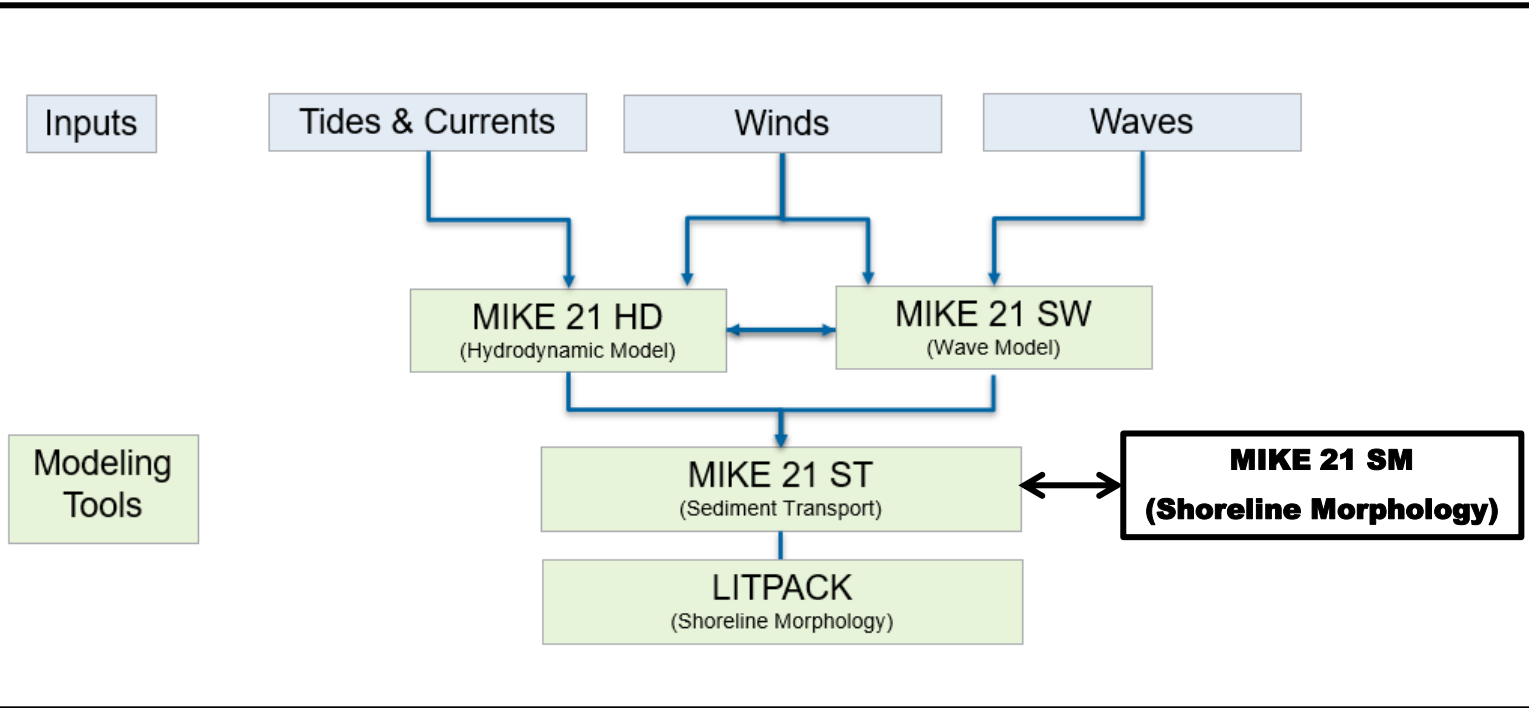 Inputs
Tides & Currents
Winds
Waves
MIKE 21 HD
(Hydrodynamic Model)
MIKE 21 SW
(Wave Model)
Modeling
Tools
MIKE 21 ST
(Sediment Transport)
MIKE 21 SM
(Shoreline Morphology)
LITPACK
(Shoreline Morphology)